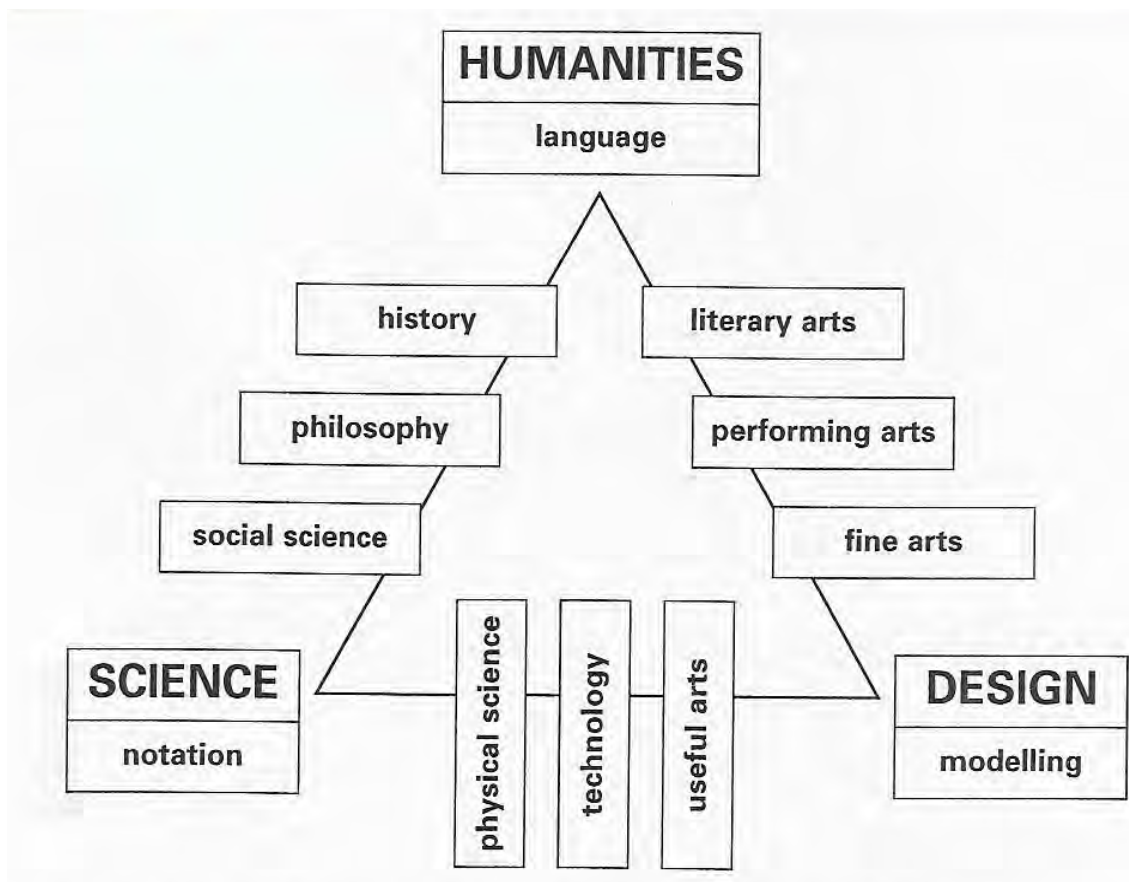 HUMANITIES
language
history
literary arts
philosophy
performing arts
social science
fine arts
SCIENCE
notation
physical science
technology
useful arts
DESIGN
modelling